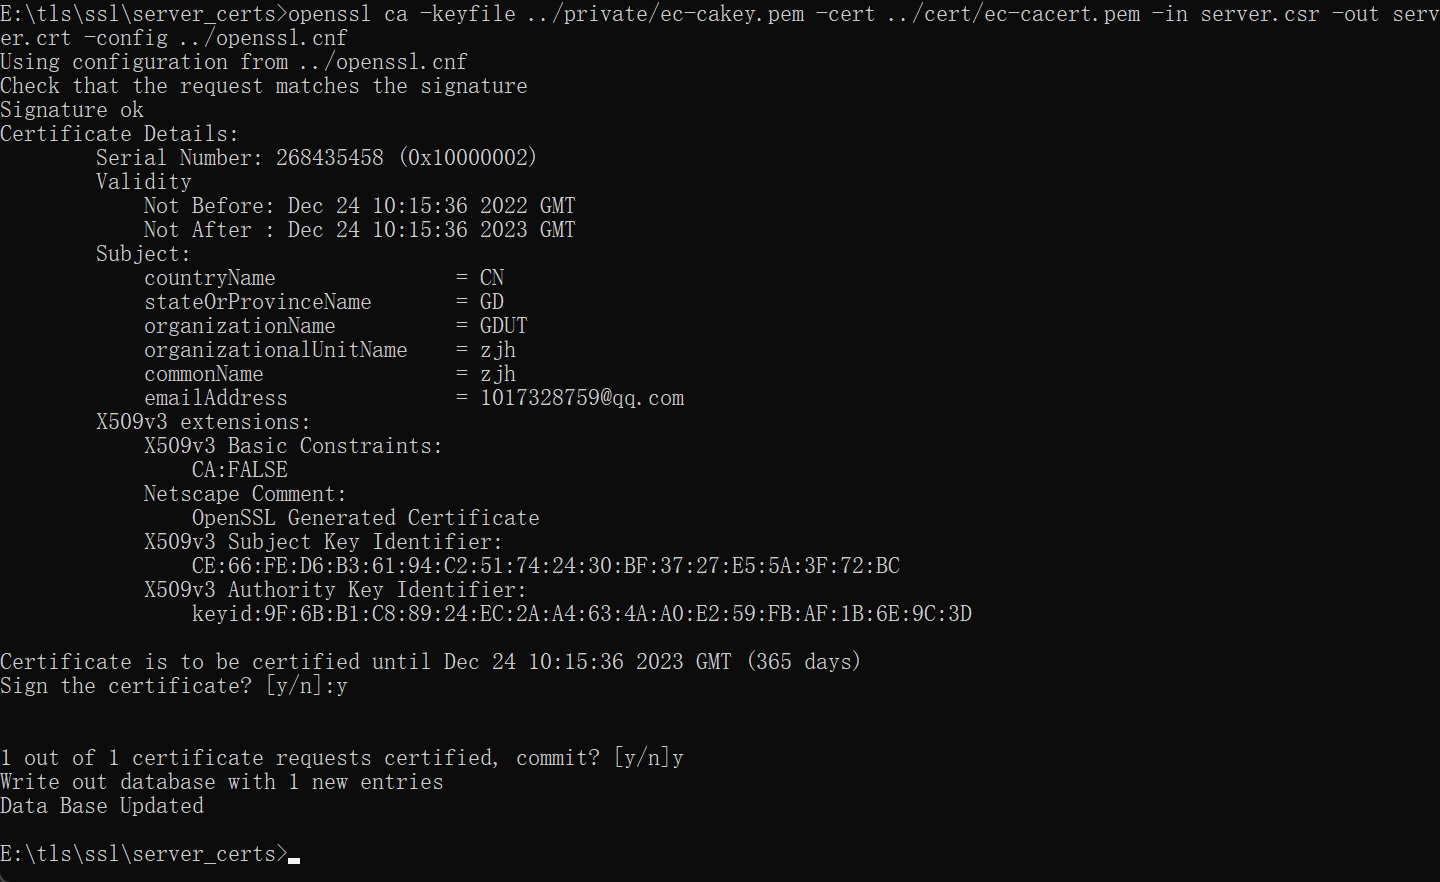 E:\tls\ssl\server_certs>openssl ca -keyfile ../private/ec-cakey.pem -cert ../cert/ec-cacert.pem -in server.csr -out serv
er.crt -config ../openssl.cnf
Using configuration from ../openssl.cnf
Check that the request matches the signature
Signature ok
Certificate Details:
        Serial Number: 268435458 (0x10000002)
        Validity
            Not Before: Dec 24 10:15:36 2022 GMT
            Not After : Dec 24 10:15:36 2023 GMT
        Subject:
            countryName               = CN
            stateOrProvinceName       = GD
            organizationName          = GDUT
            organizationalUnitName    = zjh
            commonName                = zjh
            emailAddress              = 1017328759@qq.com
        X509v3 extensions:
            X509v3 Basic Constraints:
                CA:FALSE
            Netscape Comment:
                OpenSSL Generated Certificate
            X509v3 Subject Key Identifier:
                CE:66:FE:D6:B3:61:94:C2:51:74:24:30:BF:37:27:E5:5A:3F:72:BC
            X509v3 Authority Key Identifier:
                keyid:9F:6B:B1:C8:89:24:EC:2A:A4:63:4A:A0:E2:59:FB:AF:1B:6E:9C:3D
Certificate is to be certified until Dec 24 10:15:36 2023 GMT (365 days)
Sign the certificate? [y/n]:y
1 out of 1 certificate requests certified, commit? [y/n]y
Write out database with 1 new entries
Data Base Updated
E:\tls\ssl\server_certs>